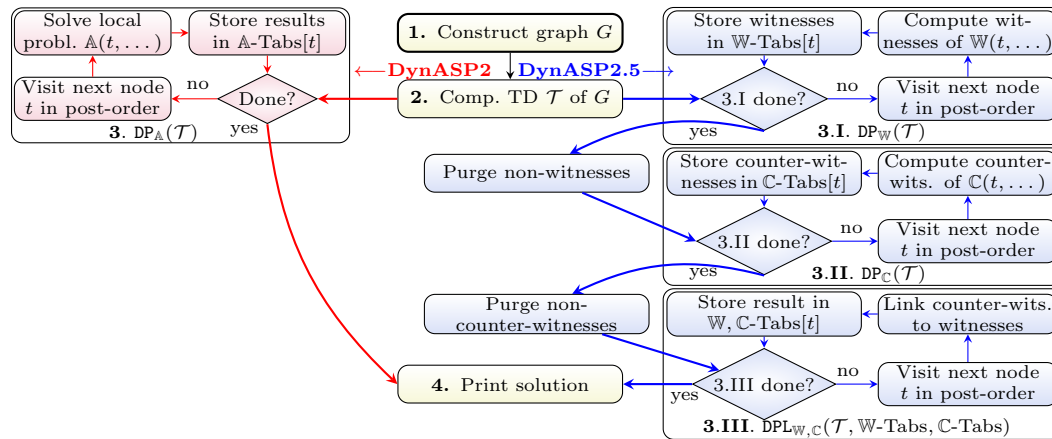 Solve local
probl. 𝔸(t, . . . )
Store results
in 𝔸-Tabs[t]
Visit next node
t in post-order
no
Done?
yes
3. DP𝔸(𝒯)
1. Construct graph G
←—DynASP2
DynASP2.5—→
2. Comp. TD 𝒯 of G
Store witnesses
in 𝕎-Tabs[t]
Compute wit-
nesses of 𝕎(t, . . . )
3.I done?
no
Visit next node
t in post-order
yes
3.I. DP𝕎(𝒯)
Purge non-witnesses
Store counter-wit-
nesses in ℂ-Tabs[t]
Compute counter-
wits. of ℂ(t, . . . )
3.II done?
no
Visit next node
t in post-order
yes
3.II. DPℂ(𝒯)
Purge non-
counter-witnesses
Store result in
𝕎, ℂ-Tabs[t]
Link counter-wits.
to witnesses
3.III done?
no
Visit next node
t in post-order
yes
4. Print solution
3.III. DPL𝕎,ℂ(𝒯, 𝕎-Tabs, ℂ-Tabs)